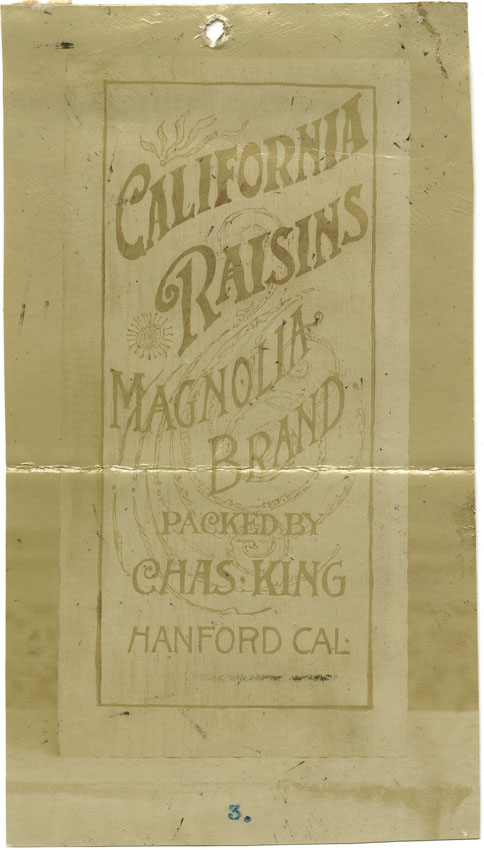 CALIFORNIA
RAISINS
MAGNOLIA
BRAND.
PACKED BY
CHAS. KING
HANFORD CAL.
3.